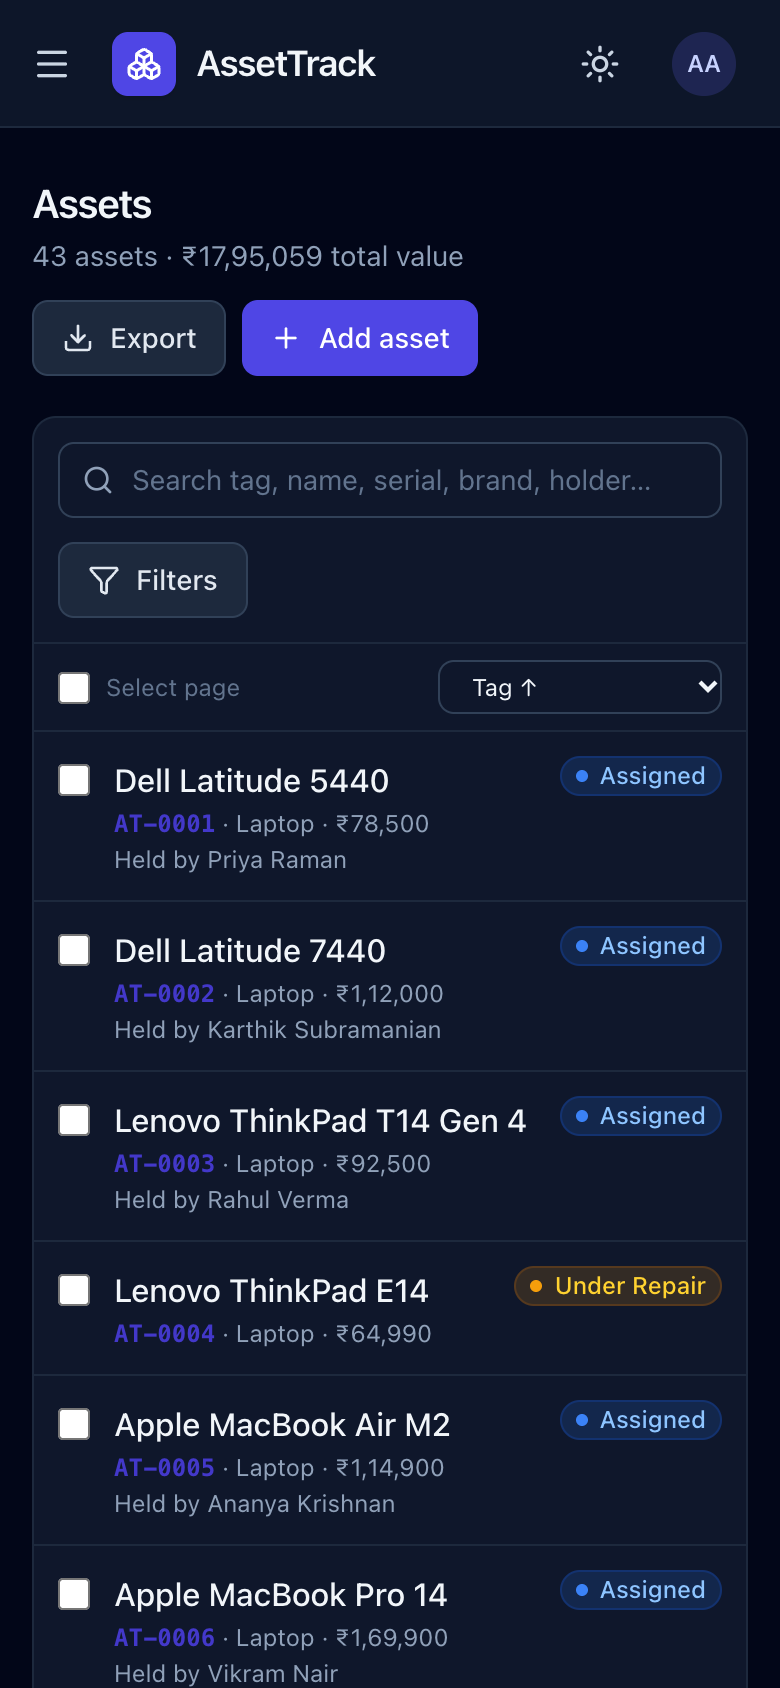 AssetTrack
AA
Assets
43 assets · ₹17,95,059 total value
Export
Add asset
Search tag, name, serial, brand, holder...
Filters
Select page
Tag ↑
Dell Latitude 5440
Assigned
AT-0001 · Laptop · ₹78,500
Held by Priya Raman
Dell Latitude 7440
Assigned
AT-0002 · Laptop · ₹1,12,000
Held by Karthik Subramanian
Lenovo ThinkPad T14 Gen 4
Assigned
AT-0003 · Laptop · ₹92,500
Held by Rahul Verma
Lenovo ThinkPad E14
Under Repair
AT-0004 · Laptop · ₹64,990
Apple MacBook Air M2
Assigned
AT-0005 · Laptop · ₹1,14,900
Held by Ananya Krishnan
Apple MacBook Pro 14
Assigned
AT-0006 · Laptop · ₹1,69,900
Held by Vikram Nair